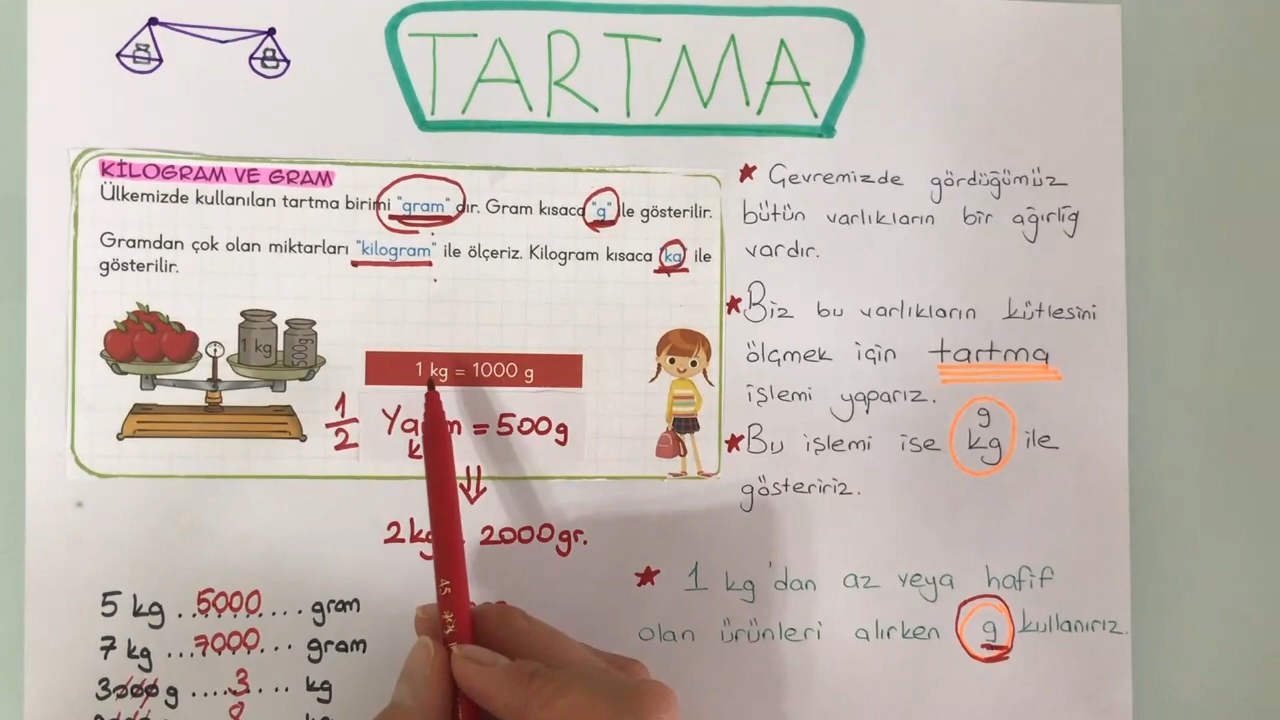 TARTMA
KİLOGRAM VE GRAM
Ülkemizde kullanılan tartma birimi "gram" dır. Gram kısaca "g" ile gösterilir.
Gramdan çok olan miktarları "kilogram" ile ölçeriz. Kilogram kısaca "kg" ile
gösterilir.
1 kg
500g
1 kg = 1000 g
1/2 = 500g
2kg 2000gr.
5 kg ..5000.... gram
7 kg ...7000... gram
3000g ....3... kg
★ Çevremizde gördüğümüz
bütün varlıkların bir ağırlığ
vardır.
★ Biz bu varlıkların kütlesini
ölçmek için tartma
işlemi yaparız.
g
★ Bu işlemi ise kg ile
gösteririz.
★ 1 kg'dan az veya hafif
olan ürünleri alırken g kullanırız.